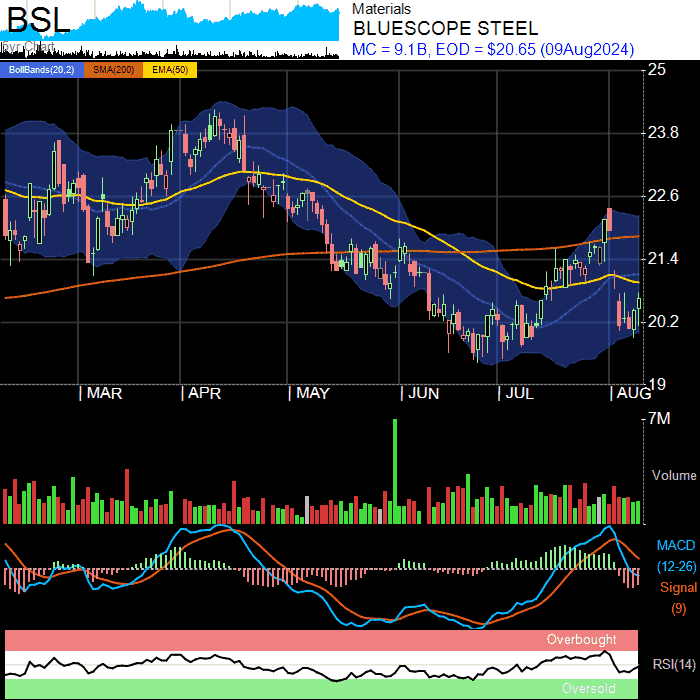 BSL
5yr Chart
Materials
BLUESCOPE STEEL
MC = 9.1B, EOD = $20.65 (09Aug2024)
BollBands(20,2) SMA(200) EMA(50)
25
23.8
22.6
21.4
20.2
19
| MAR | APR | MAY | JUN | JUL | AUG
7M
Volume
MACD
(12-26)
Signal
(9)
Overbought
RSI(14)
Oversold